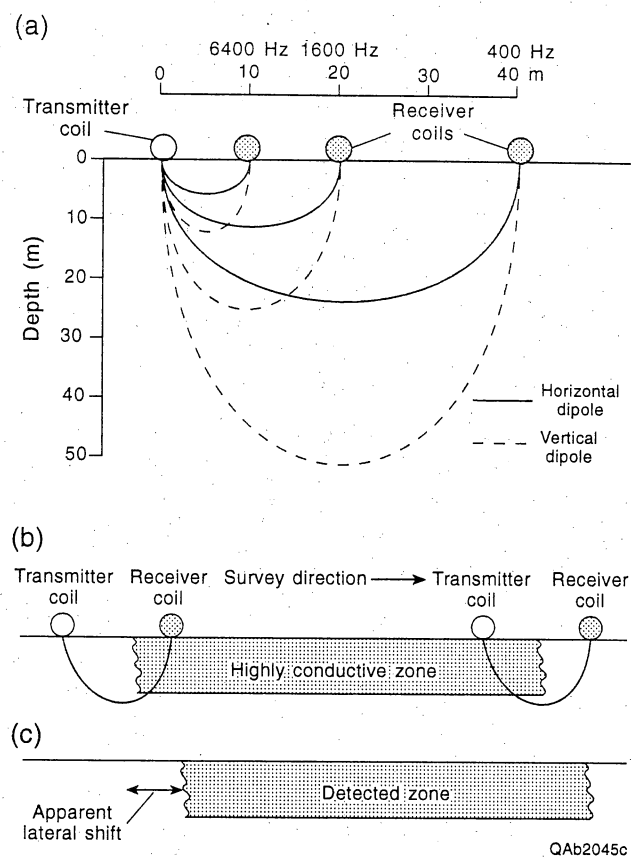 (a)
6400 Hz 1600 Hz 400 Hz
0 10 20 30 40 m
Transmitter
coil
Receiver
coils
0
10
20
30
40
50
Depth (m)
Horizontal
dipole
Vertical
dipole
(b)
Transmitter
coil
Receiver
coil
Survey direction
Transmitter
coil
Receiver
coil
Highly conductive zone
(c)
Detected zone
Apparent
lateral shift
QAb2045c